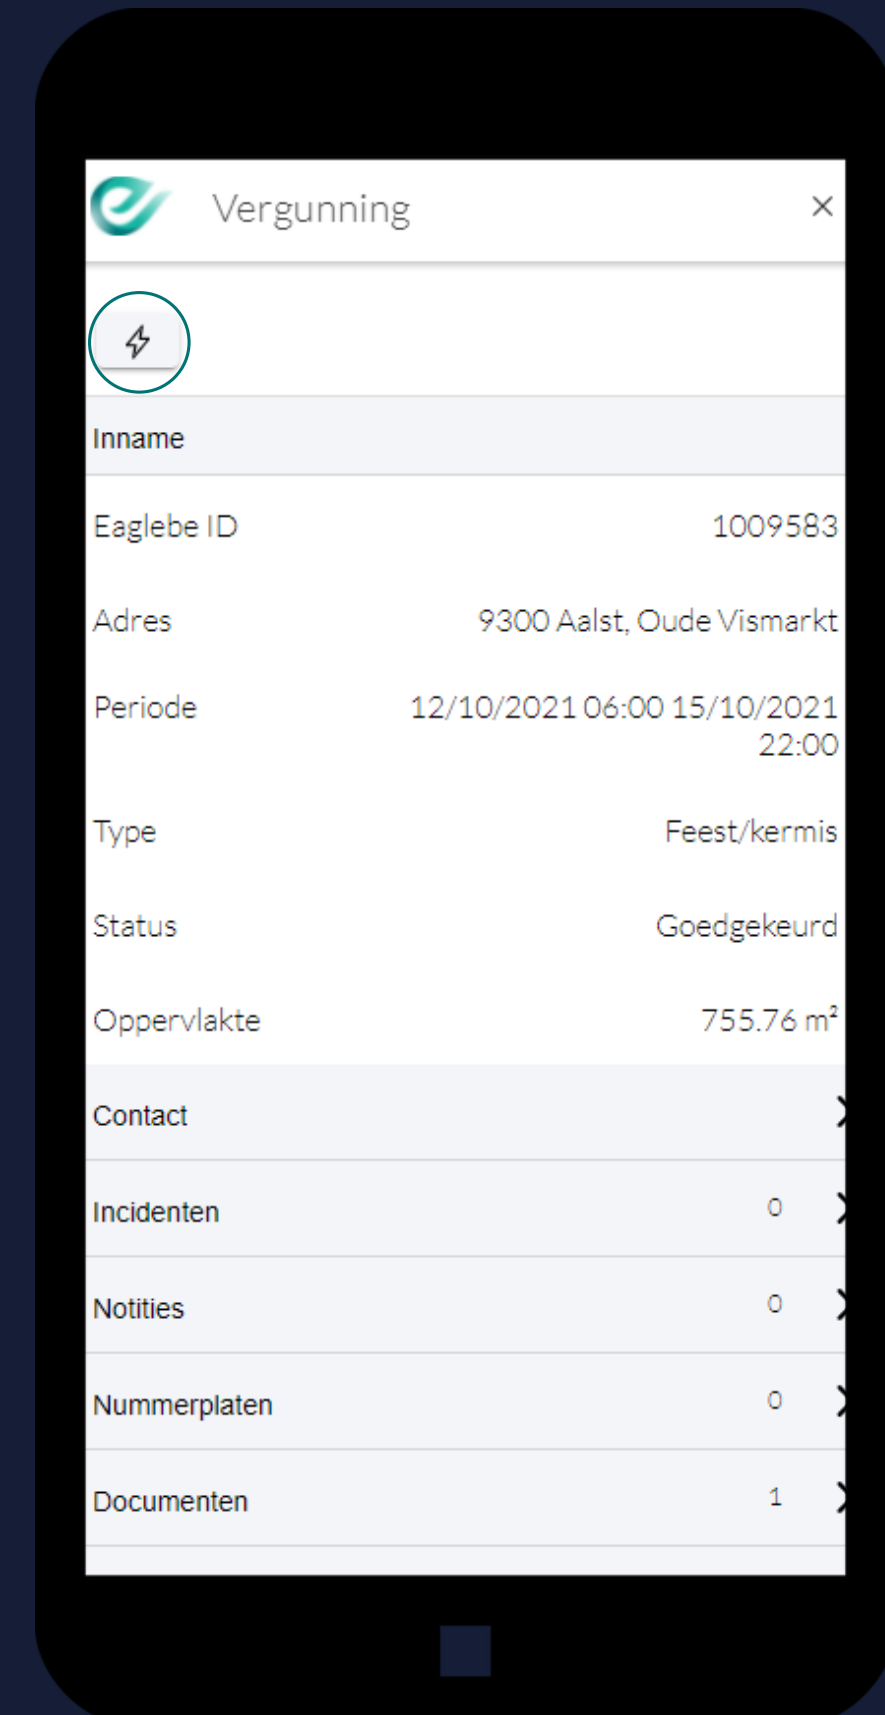 Vergunning
Inname
Eaglebe ID 1009583
Adres 9300 Aalst, Oude Vismarkt
Periode 12/10/2021 06:00 15/10/2021
22:00
Type Feest/kermis
Status Goedgekeurd
Oppervlakte 755.76 m²
Contact
Incidenten 0
Notities 0
Nummerplaten 0
Documenten 1